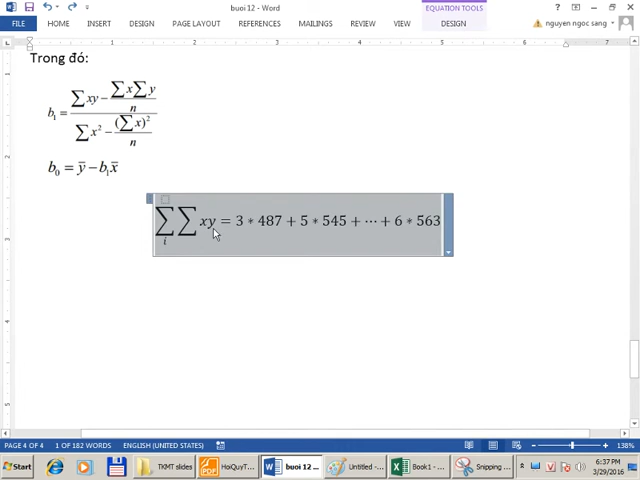 buoi 12 - Word
EQUATION TOOLS
FILE HOME INSERT DESIGN PAGE LAYOUT REFERENCES MAILINGS REVIEW VIEW DESIGN nguyen ngoc sang
Trong đó:
b₁ = (∑ xy − (∑ x ∑ y)/n) / (∑ x² − (∑ x)²/n)
b₀ = ȳ − b₁x̄
∑ᵢ ∑ xy = 3 * 487 + 5 * 545 + ⋯ + 6 * 563
PAGE 4 OF 4 1 OF 182 WORDS ENGLISH (UNITED STATES) 138%
Start TKMT slides HaiQuyT... buoi 12 ... Untitled -... Book1 - ... Snipping ... 6:37 PM
3/29/2016